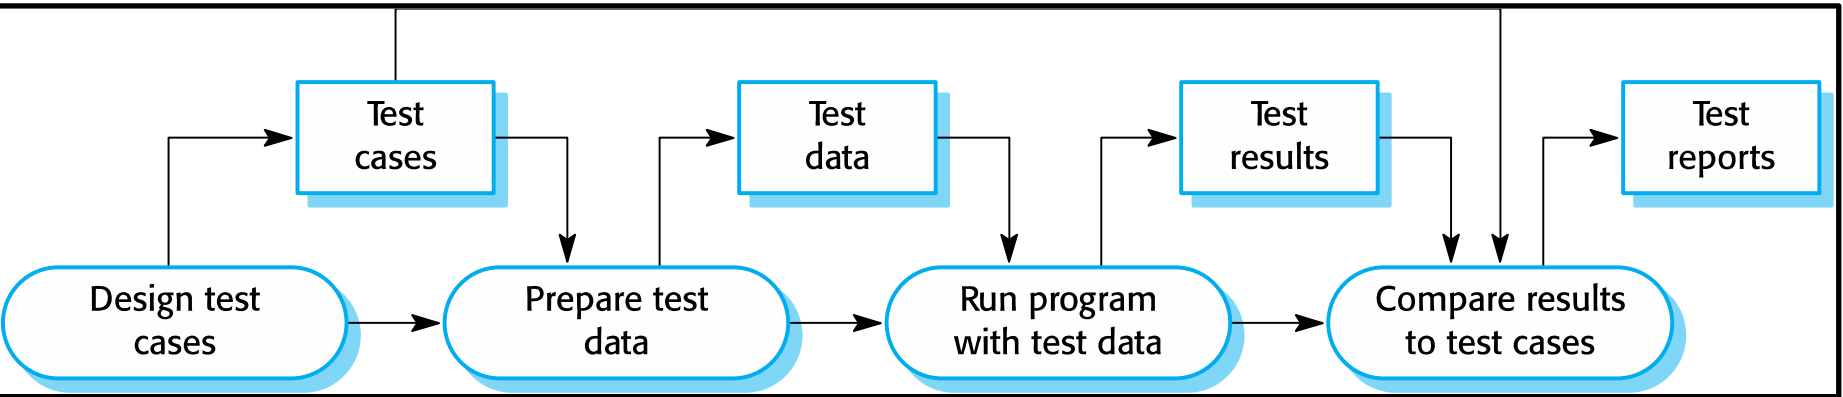 Test
cases
Test
data
Test
results
Test
reports
Design test
cases
Prepare test
data
Run program
with test data
Compare results
to test cases